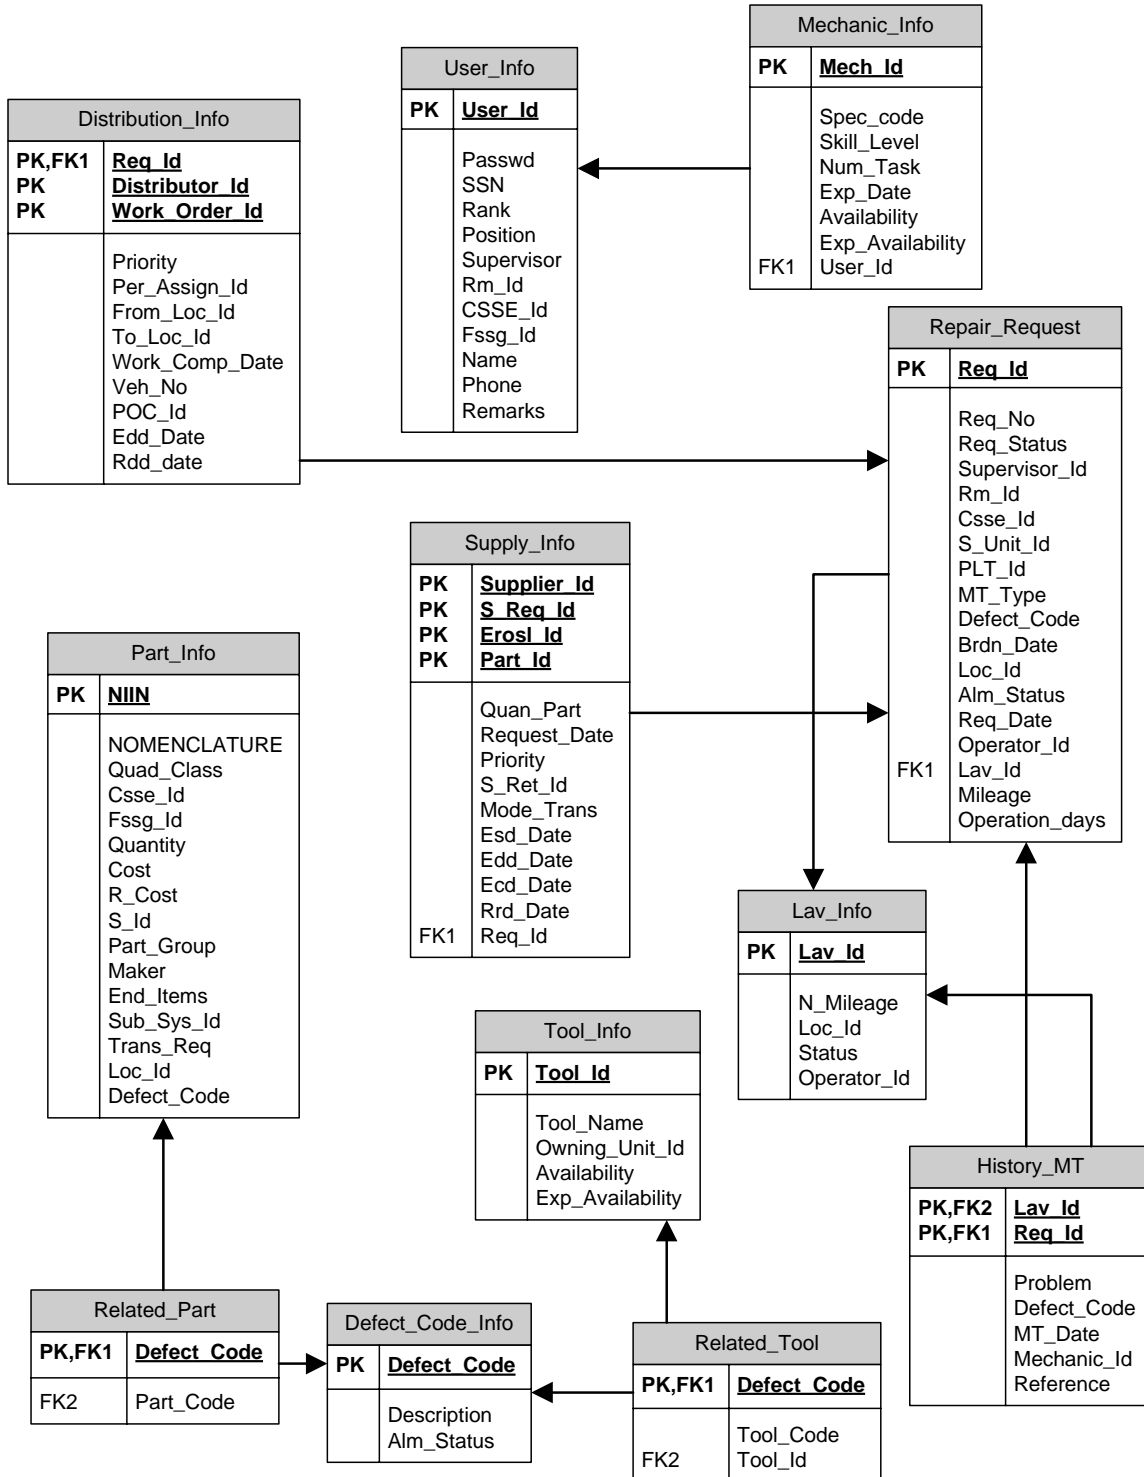 Mechanic_Info
PK Mech_Id
Spec_code
Skill_Level
Num_Task
Exp_Date
Availability
Exp_Availability
FK1 User_Id
User_Info
PK User_Id
Passwd
SSN
Rank
Position
Supervisor
Rm_Id
CSSE_Id
Fssg_Id
Name
Phone
Remarks
Distribution_Info
PK,FK1 Req_Id
PK Distributor_Id
PK Work_Order_Id
Priority
Per_Assign_Id
From_Loc_Id
To_Loc_Id
Work_Comp_Date
Veh_No
POC_Id
Edd_Date
Rdd_date
Repair_Request
PK Req_Id
Req_No
Req_Status
Supervisor_Id
Rm_Id
Csse_Id
S_Unit_Id
PLT_Id
MT_Type
Defect_Code
Brdn_Date
Loc_Id
Alm_Status
Req_Date
Operator_Id
FK1 Lav_Id
Mileage
Operation_days
Supply_Info
PK Supplier_Id
PK S_Req_Id
PK Erosl_Id
PK Part_Id
Quan_Part
Request_Date
Priority
S_Ret_Id
Mode_Trans
Esd_Date
Edd_Date
Ecd_Date
Rrd_Date
FK1 Req_Id
Part_Info
PK NIIN
NOMENCLATURE
Quad_Class
Csse_Id
Fssg_Id
Quantity
Cost
R_Cost
S_Id
Part_Group
Maker
End_Items
Sub_Sys_Id
Trans_Req
Loc_Id
Defect_Code
Lav_Info
PK Lav_Id
N_Mileage
Loc_Id
Status
Operator_Id
Tool_Info
PK Tool_Id
Tool_Name
Owning_Unit_Id
Availability
Exp_Availability
History_MT
PK,FK2 Lav_Id
PK,FK1 Req_Id
Problem
Defect_Code
MT_Date
Mechanic_Id
Reference
Related_Part
PK,FK1 Defect_Code
FK2 Part_Code
Defect_Code_Info
PK Defect_Code
Description
Alm_Status
Related_Tool
PK,FK1 Defect_Code
Tool_Code
FK2 Tool_Id